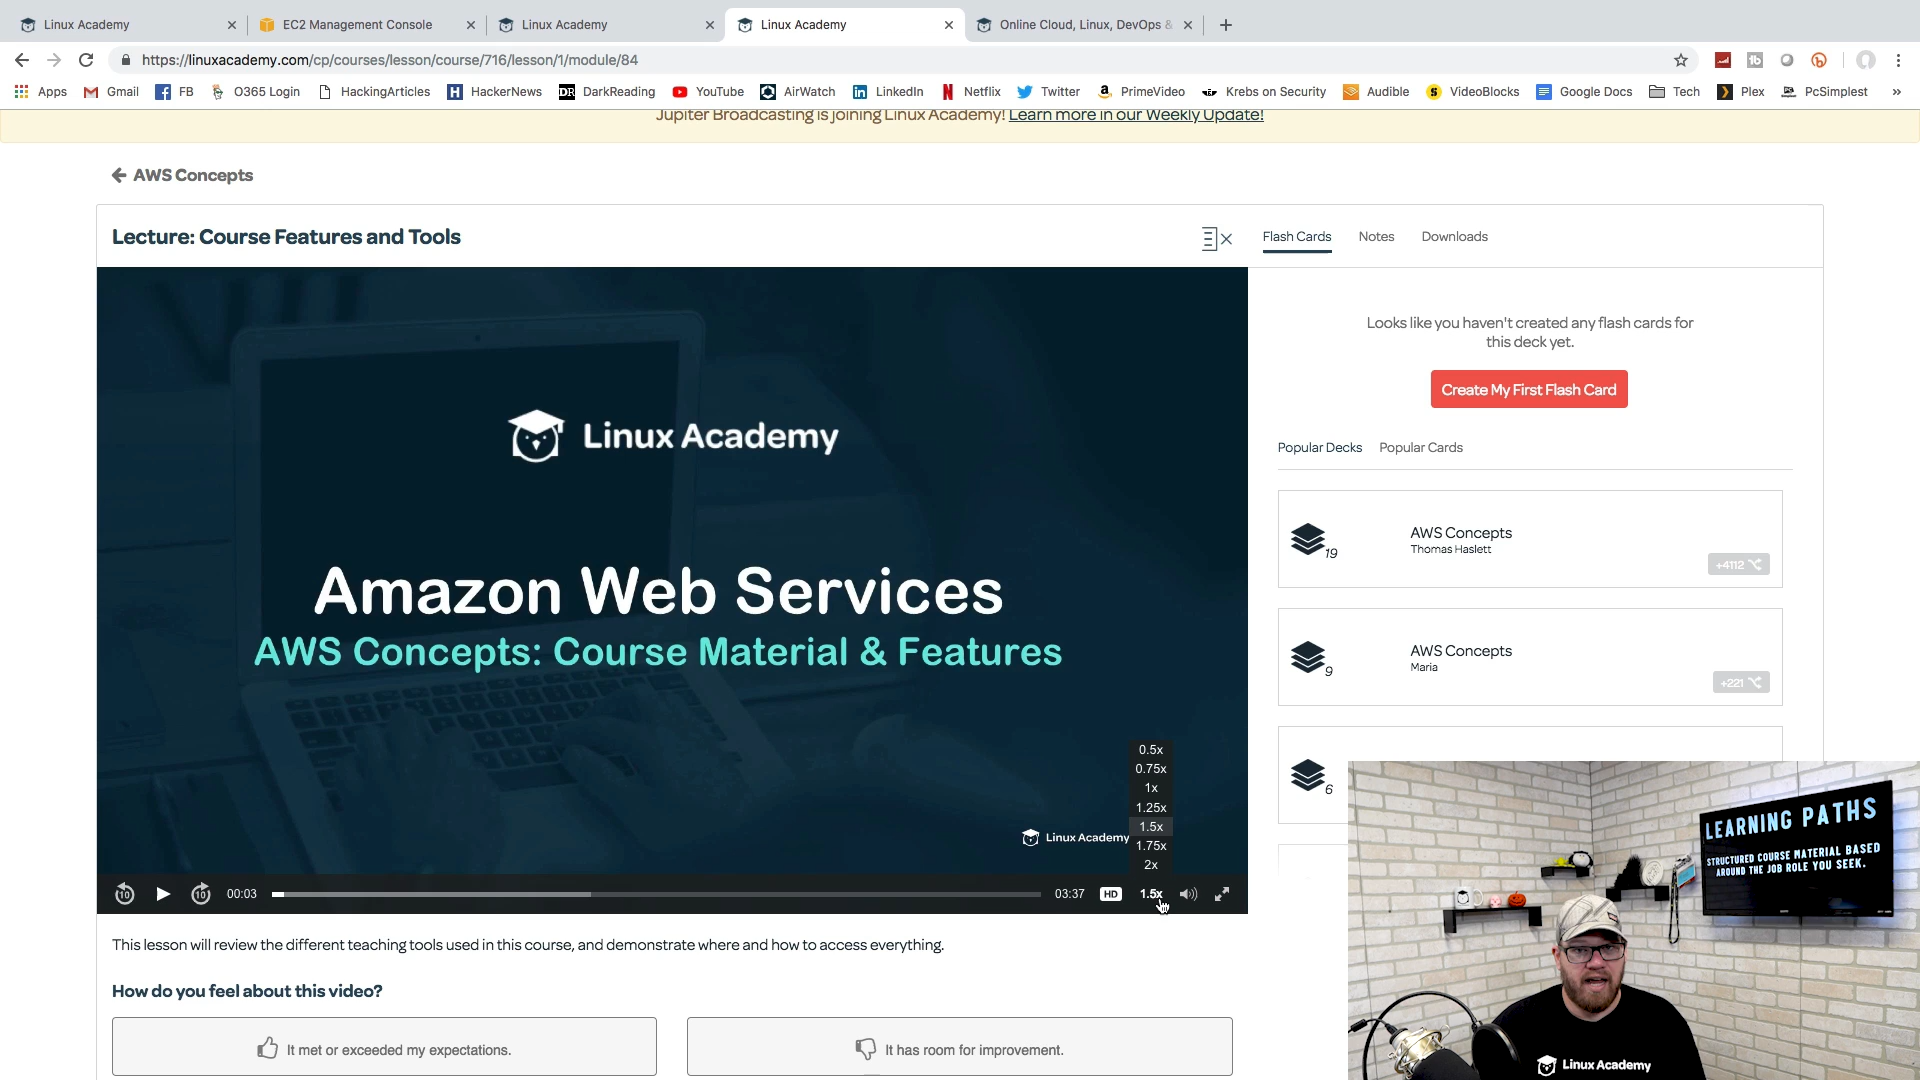 Linux Academy
EC2 Management Console
Linux Academy
Linux Academy
Online Cloud, Linux, DevOps &
https://linuxacademy.com/cp/courses/lesson/course/716/lesson/1/module/84
Apps
Gmail
FB
O365 Login
HackingArticles
HackerNews
DarkReading
YouTube
AirWatch
LinkedIn
Netflix
Twitter
PrimeVideo
Krebs on Security
Audible
VideoBlocks
Google Docs
Tech
Plex
PcSimplest
»
Jupiter Broadcasting is joining Linux Academy! Learn more in our Weekly Update!
AWS Concepts
Lecture: Course Features and Tools
Flash Cards
Notes
Downloads
Linux Academy
Amazon Web Services
AWS Concepts: Course Material & Features
Linux Academy
0.5x
0.75x
1x
1.25x
1.5x
1.75x
2x
10
10
00:03
03:37
HD
1.5x
Looks like you haven't created any flash cards for
this deck yet.
Create My First Flash Card
Popular Decks
Popular Cards
19
AWS Concepts
Thomas Haslett
+4112
9
AWS Concepts
Maria
+221
6
This lesson will review the different teaching tools used in this course, and demonstrate where and how to access everything.
How do you feel about this video?
It met or exceeded my expectations.
It has room for improvement.
LEARNING PATHS
STRUCTURED COURSE MATERIAL BASED
AROUND THE JOB ROLE YOU SEEK.
Linux Academy